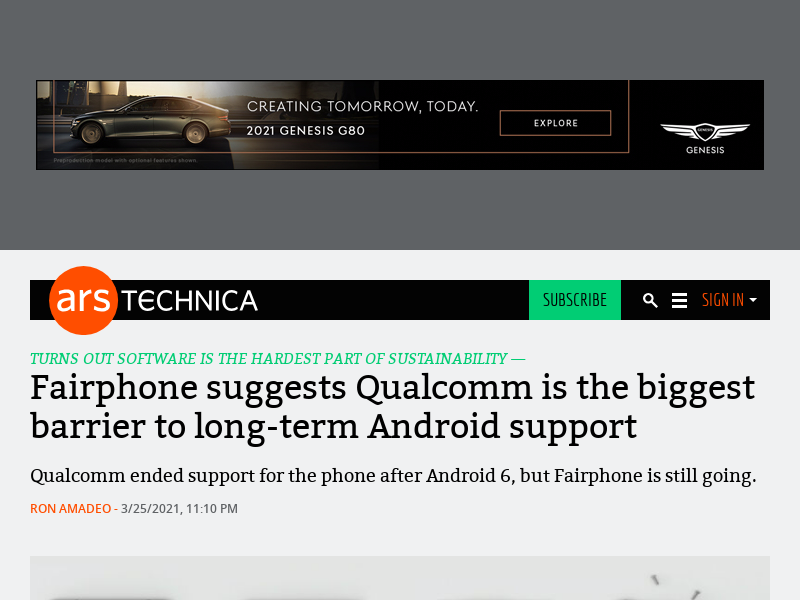 CREATING TOMORROW, TODAY.
2021 GENESIS G80
EXPLORE
GENESIS
GENESIS
Preproduction model with optional features shown.
ars TECHNICA
SUBSCRIBE
SIGN IN
TURNS OUT SOFTWARE IS THE HARDEST PART OF SUSTAINABILITY —
Fairphone suggests Qualcomm is the biggest
barrier to long-term Android support
Qualcomm ended support for the phone after Android 6, but Fairphone is still going.
RON AMADEO - 3/25/2021, 11:10 PM